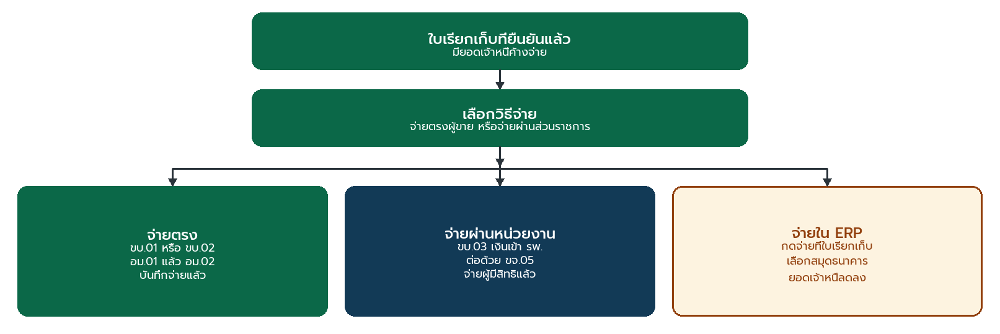 ใบเรียกเก็บที่ยืนยันแล้ว
มียอดเจ้าหนี้ค้างจ่าย
เลือกวิธีจ่าย
จ่ายตรงผู้ขาย หรือจ่ายผ่านส่วนราชการ
จ่ายตรง
ขบ.01 หรือ ขบ.02
อม.01 แล้ว อม.02
บันทึกจ่ายแล้ว
จ่ายผ่านหน่วยงาน
ขบ.03 เงินเข้า รพ.
ต่อด้วย ขจ.05
จ่ายผู้มีสิทธิแล้ว
จ่ายใน ERP
กดจ่ายที่ใบเรียกเก็บ
เลือกสมุดธนาคาร
ยอดเจ้าหนี้ลดลง